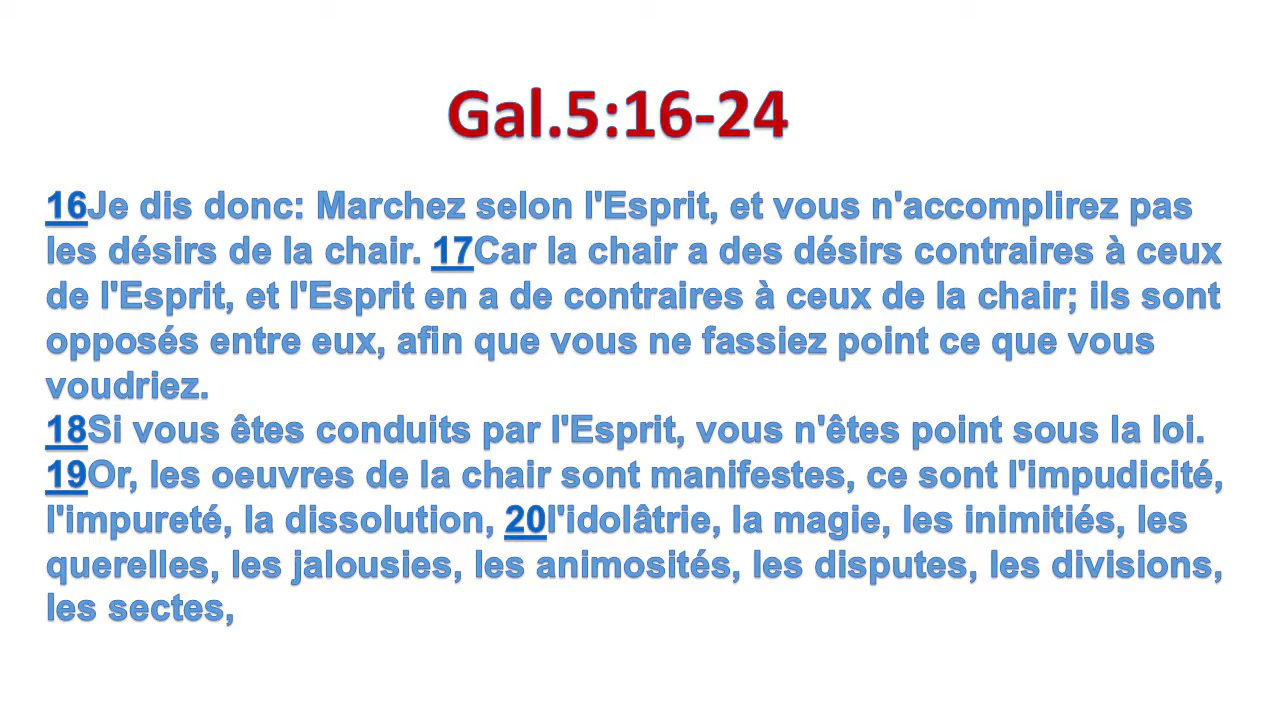 Gal.5:16-24
16Je dis donc: Marchez selon l'Esprit, et vous n'accomplirez pas
les désirs de la chair. 17Car la chair a des désirs contraires à ceux
de l'Esprit, et l'Esprit en a de contraires à ceux de la chair; ils sont
opposés entre eux, afin que vous ne fassiez point ce que vous
voudriez.
18Si vous êtes conduits par l'Esprit, vous n'êtes point sous la loi.
19Or, les oeuvres de la chair sont manifestes, ce sont l'impudicité,
l'impureté, la dissolution, 20l'idolâtrie, la magie, les inimitiés, les
querelles, les jalousies, les animosités, les disputes, les divisions,
les sectes,